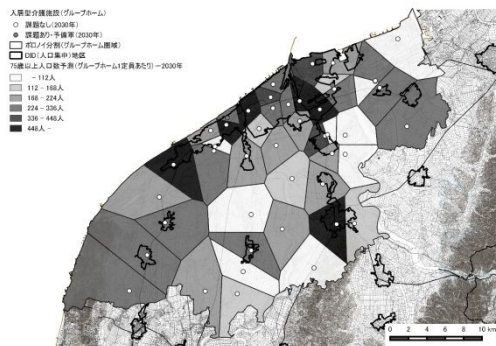 入居型介護施設(グループホーム)
課題なし(2030年)
課題あり・予備軍(2030年)
ボロノイ分割(グループホーム圏域)
DID(人口集中)地区
75歳以上人口数予測(グループホーム1定員あたり)-2030年
- 112人
112 - 168人
168 - 224人
224 - 336人
336 - 448人
448人 -
0 2 4 6 8 10 km